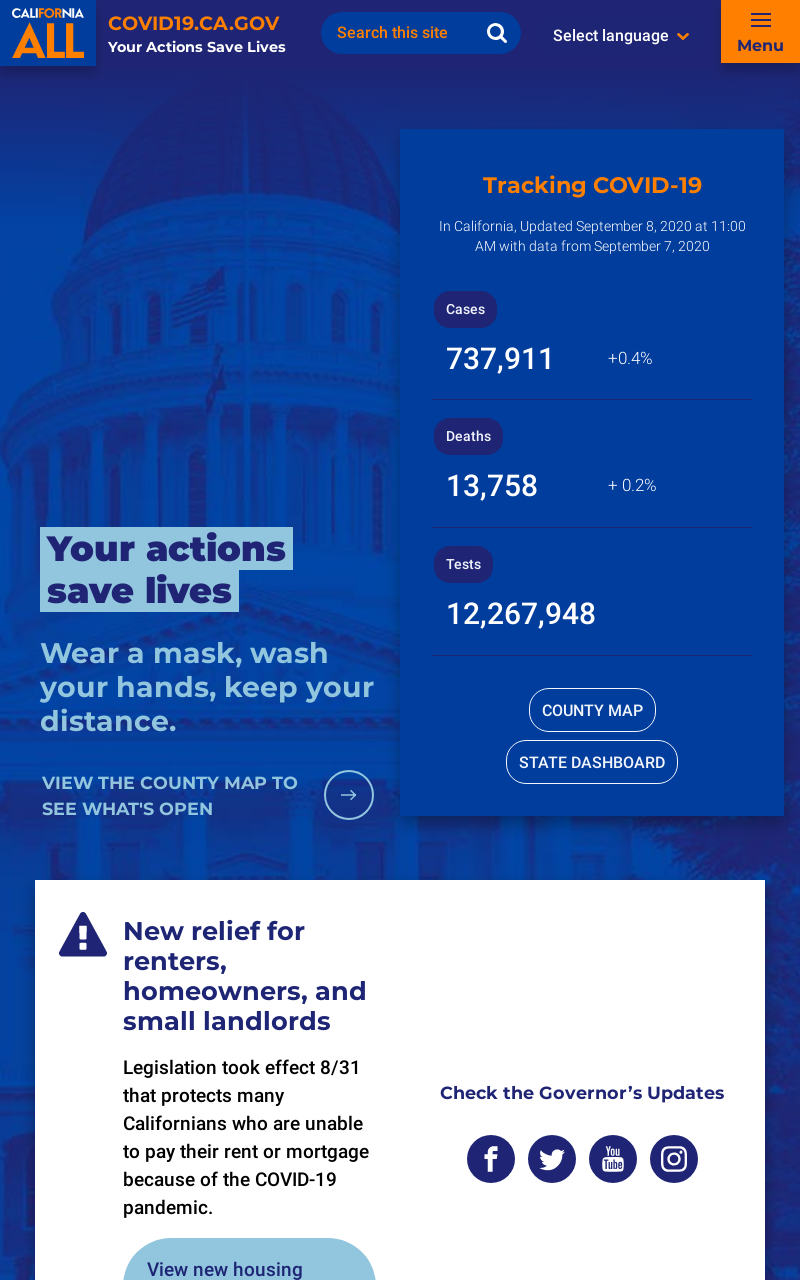 CALIFORNIA
ALL
COVID19.CA.GOV
Your Actions Save Lives
Search this site
Select language
Menu
Tracking COVID-19
In California, Updated September 8, 2020 at 11:00
AM with data from September 7, 2020
Cases
737,911 +0.4%
Deaths
13,758 + 0.2%
Tests
12,267,948
COUNTY MAP
STATE DASHBOARD
Your actions
save lives
Wear a mask, wash
your hands, keep your
distance.
VIEW THE COUNTY MAP TO
SEE WHAT'S OPEN
New relief for
renters,
homeowners, and
small landlords
Legislation took effect 8/31
that protects many
Californians who are unable
to pay their rent or mortgage
because of the COVID-19
pandemic.
View new housing
Check the Governor’s Updates
You
Tube